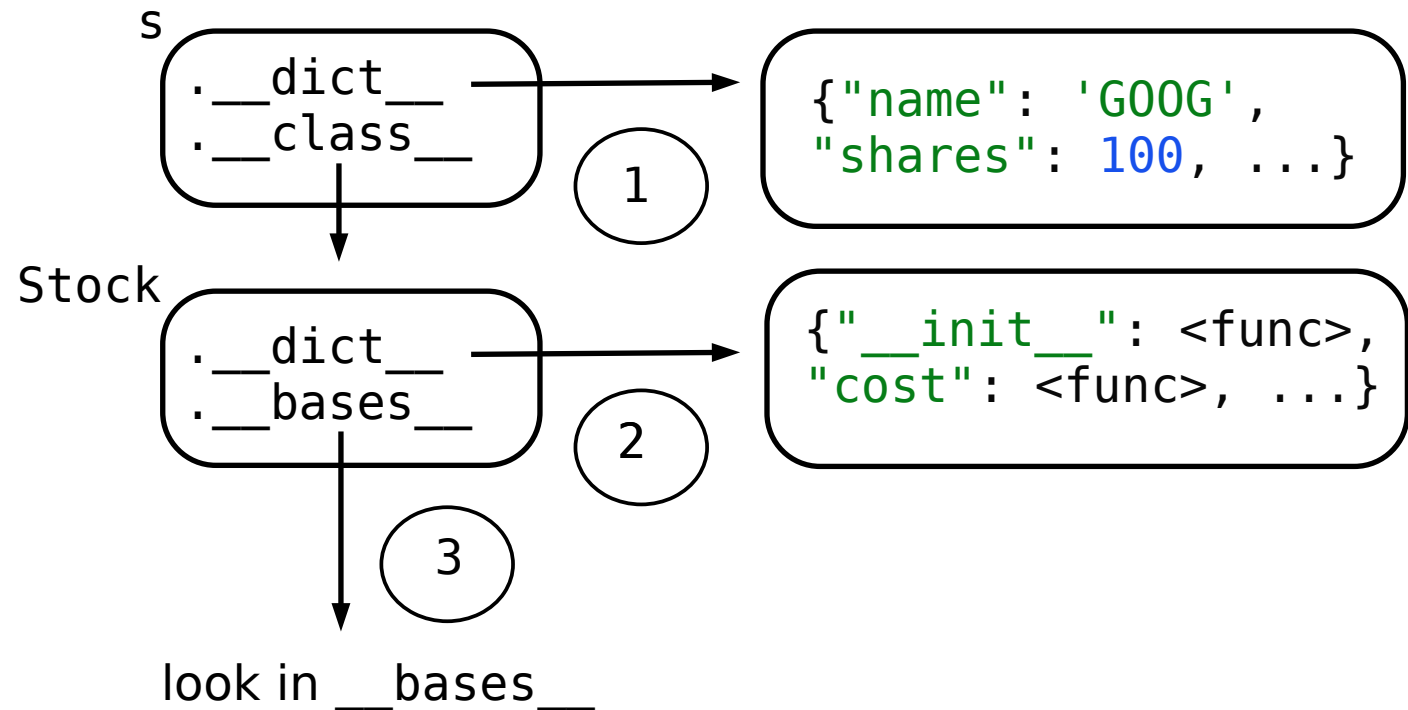 s
.__dict__
.__class__
{"name": 'GOOG',
"shares": 100, ...}
1
Stock
.__dict__
.__bases__
{"__init__": <func>,
"cost": <func>, ...}
2
3
look in __bases__